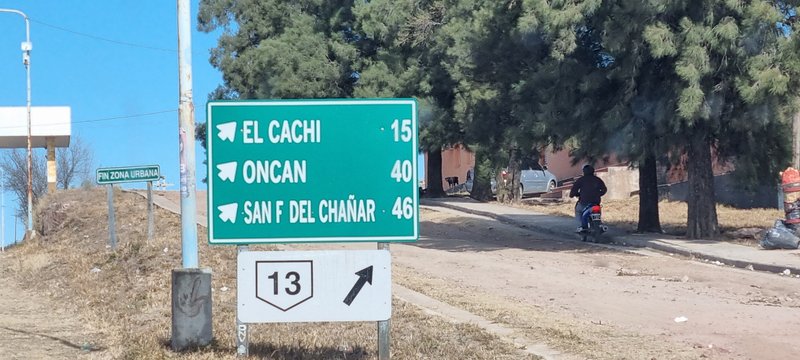 FIN ZONA URBANA
EL CACHI 15
ONCAN 40
SAN F DEL CHAÑAR 46
13